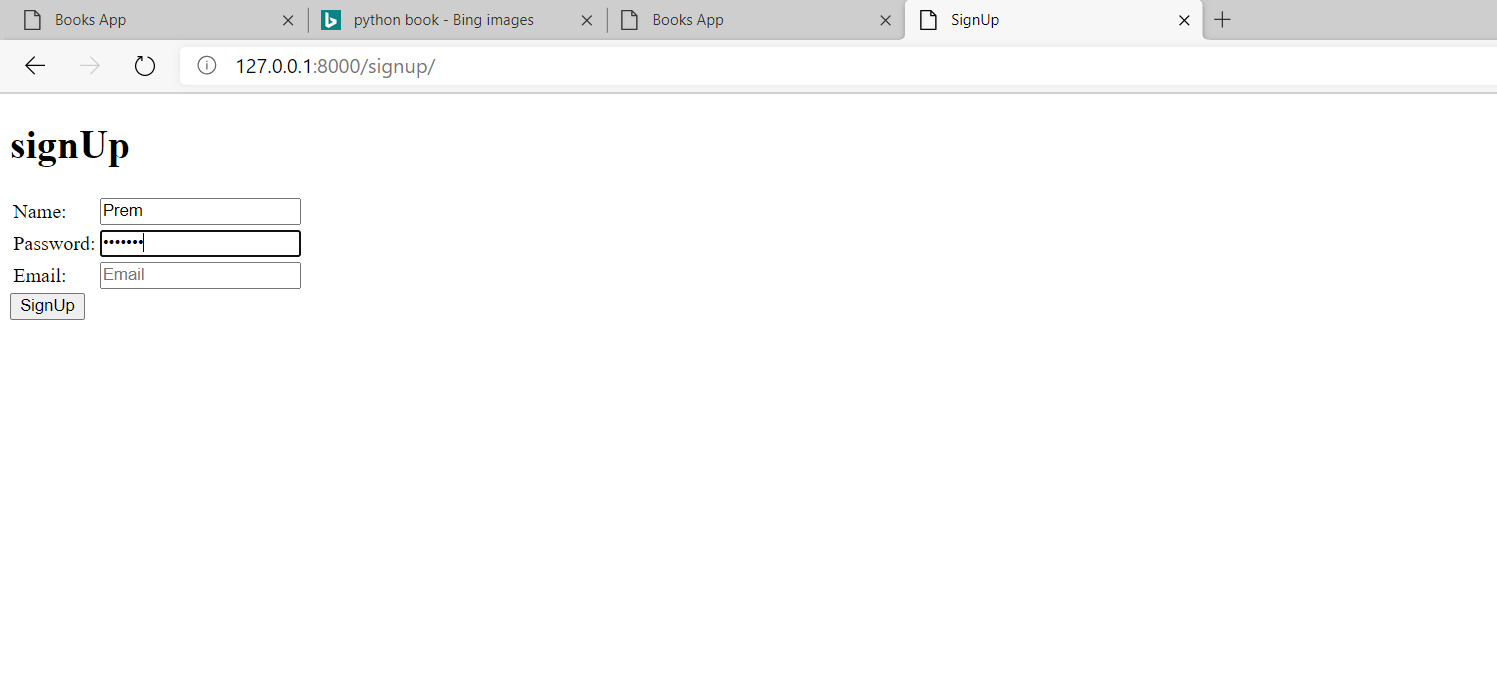 Books App python book - Bing images Books App SignUp
127.0.0.1:8000/signup/
signUp
Name: Prem
Password: •••••••
Email: Email
SignUp